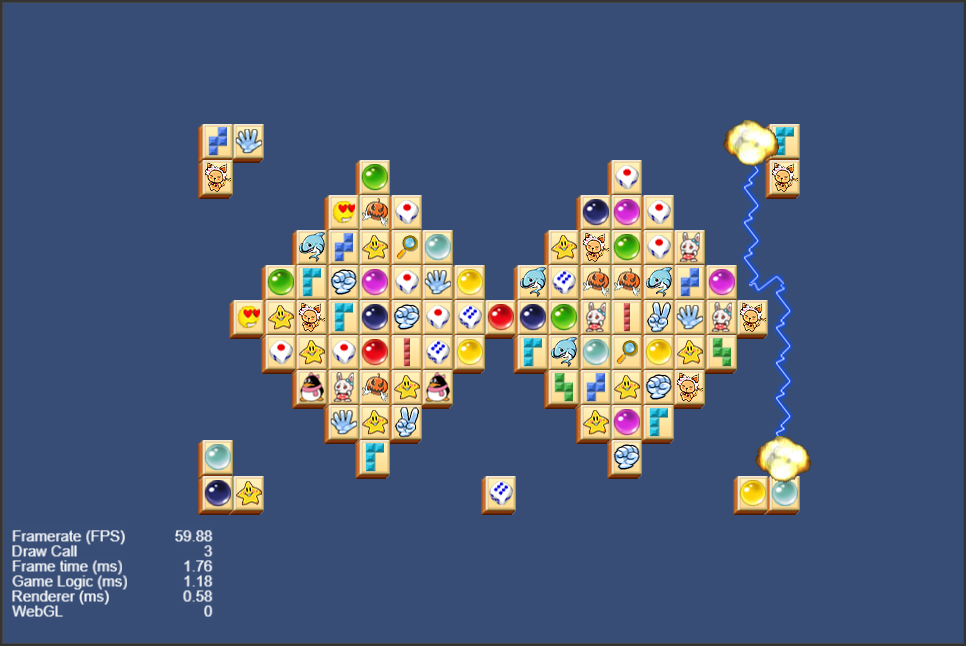 Framerate (FPS) 59.88
Draw Call 3
Frame time (ms) 1.76
Game Logic (ms) 1.18
Renderer (ms) 0.58
WebGL 0